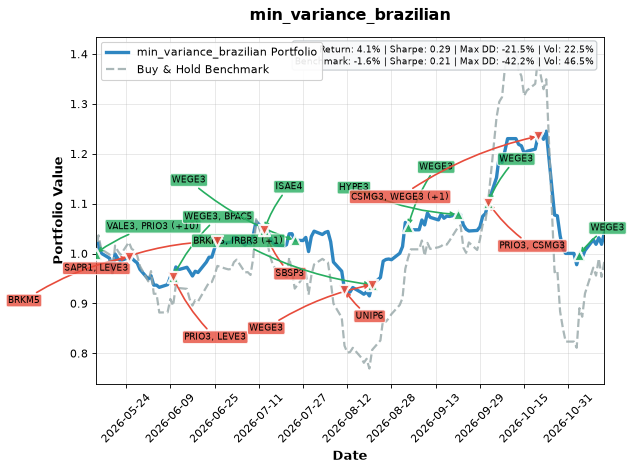 min_variance_brazilian
min_variance_brazilian Portfolio
Buy & Hold Benchmark
Return: 4.1% | Sharpe: 0.29 | Max DD: -21.5% | Vol: 22.5%
Benchmark: -1.6% | Sharpe: 0.21 | Max DD: -42.2% | Vol: 46.5%
Portfolio Value
1.4
1.3
1.2
1.1
1.0
0.9
0.8
WEGE3
ISAE4
HYPE3
WEGE3
WEGE3
CSMG3, WEGE3 (+1)
VALE3, PRIO3 (+10)
WEGE3, BPAC5
WEGE3
BRKM5, IRBR3 (+1)
PRIO3, CSMG3
SAPR1, LEVE3
SBSP3
BRKM5
UNIP6
WEGE3
PRIO3, LEVE3
2026-05-24
2026-06-09
2026-06-25
2026-07-11
2026-07-27
2026-08-12
2026-08-28
2026-09-13
2026-09-29
2026-10-15
2026-10-31
Date